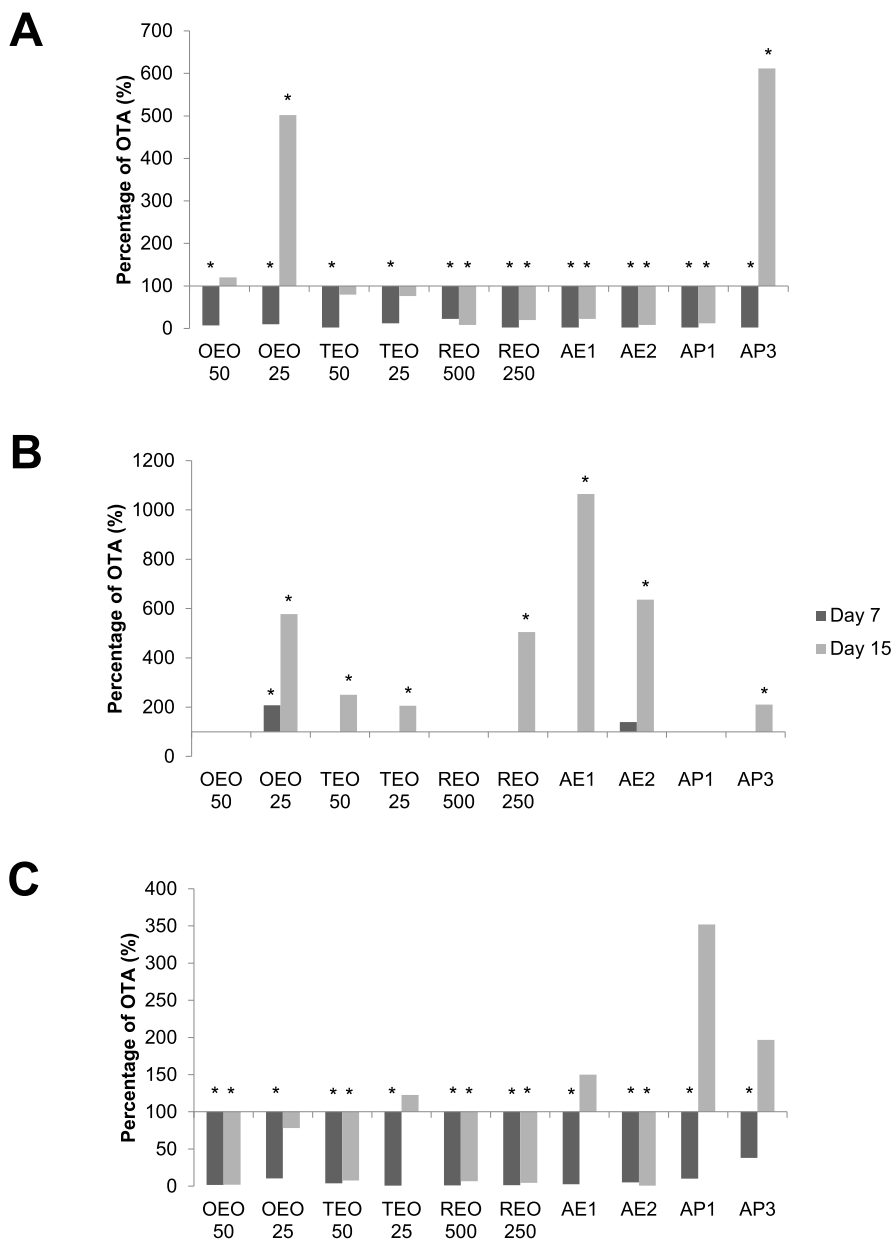 A
Percentage of OTA (%)
700
600
500
400
300
200
100
0
* * * * * * * * * * * * * * * *
OEO 50
OEO 25
TEO 50
TEO 25
REO 500
REO 250
AE1
AE2
AP1
AP3
B
Percentage of OTA (%)
1200
1000
800
600
400
200
0
* * * * * * * *
OEO 50
OEO 25
TEO 50
TEO 25
REO 500
REO 250
AE1
AE2
AP1
AP3
Day 7
Day 15
C
Percentage of OTA (%)
400
350
300
250
200
150
100
50
0
* * * * * * * * * * * * * * *
OEO 50
OEO 25
TEO 50
TEO 25
REO 500
REO 250
AE1
AE2
AP1
AP3